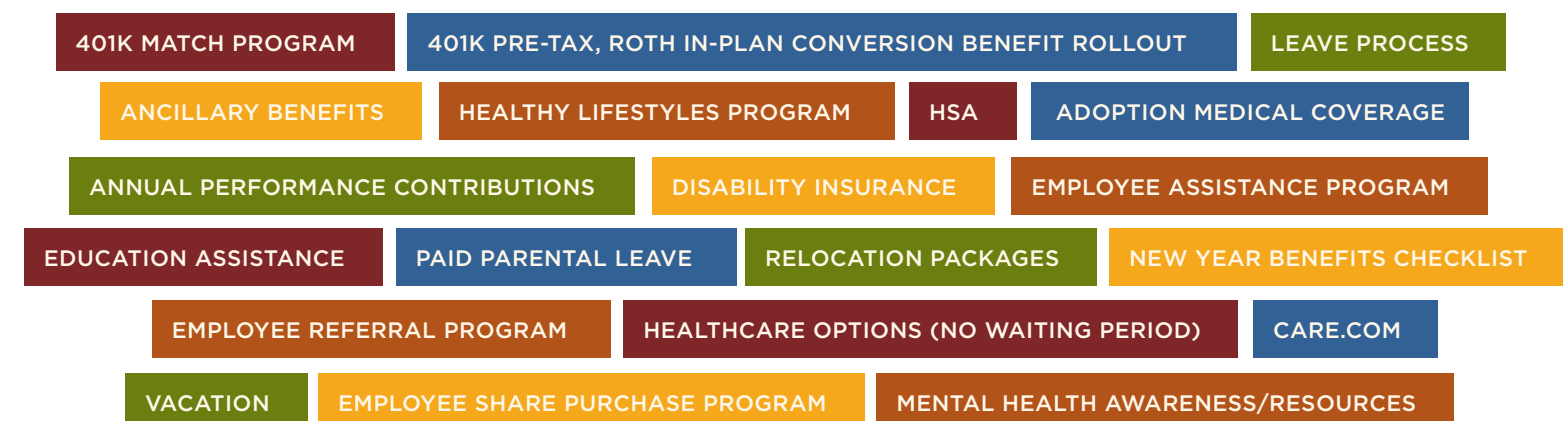 401K MATCH PROGRAM
401K PRE-TAX, ROTH IN-PLAN CONVERSION BENEFIT ROLLOUT
LEAVE PROCESS
ANCILLARY BENEFITS
HEALTHY LIFESTYLES PROGRAM
HSA
ADOPTION MEDICAL COVERAGE
ANNUAL PERFORMANCE CONTRIBUTIONS
DISABILITY INSURANCE
EMPLOYEE ASSISTANCE PROGRAM
EDUCATION ASSISTANCE
PAID PARENTAL LEAVE
RELOCATION PACKAGES
NEW YEAR BENEFITS CHECKLIST
EMPLOYEE REFERRAL PROGRAM
HEALTHCARE OPTIONS (NO WAITING PERIOD)
CARE.COM
VACATION
EMPLOYEE SHARE PURCHASE PROGRAM
MENTAL HEALTH AWARENESS/RESOURCES